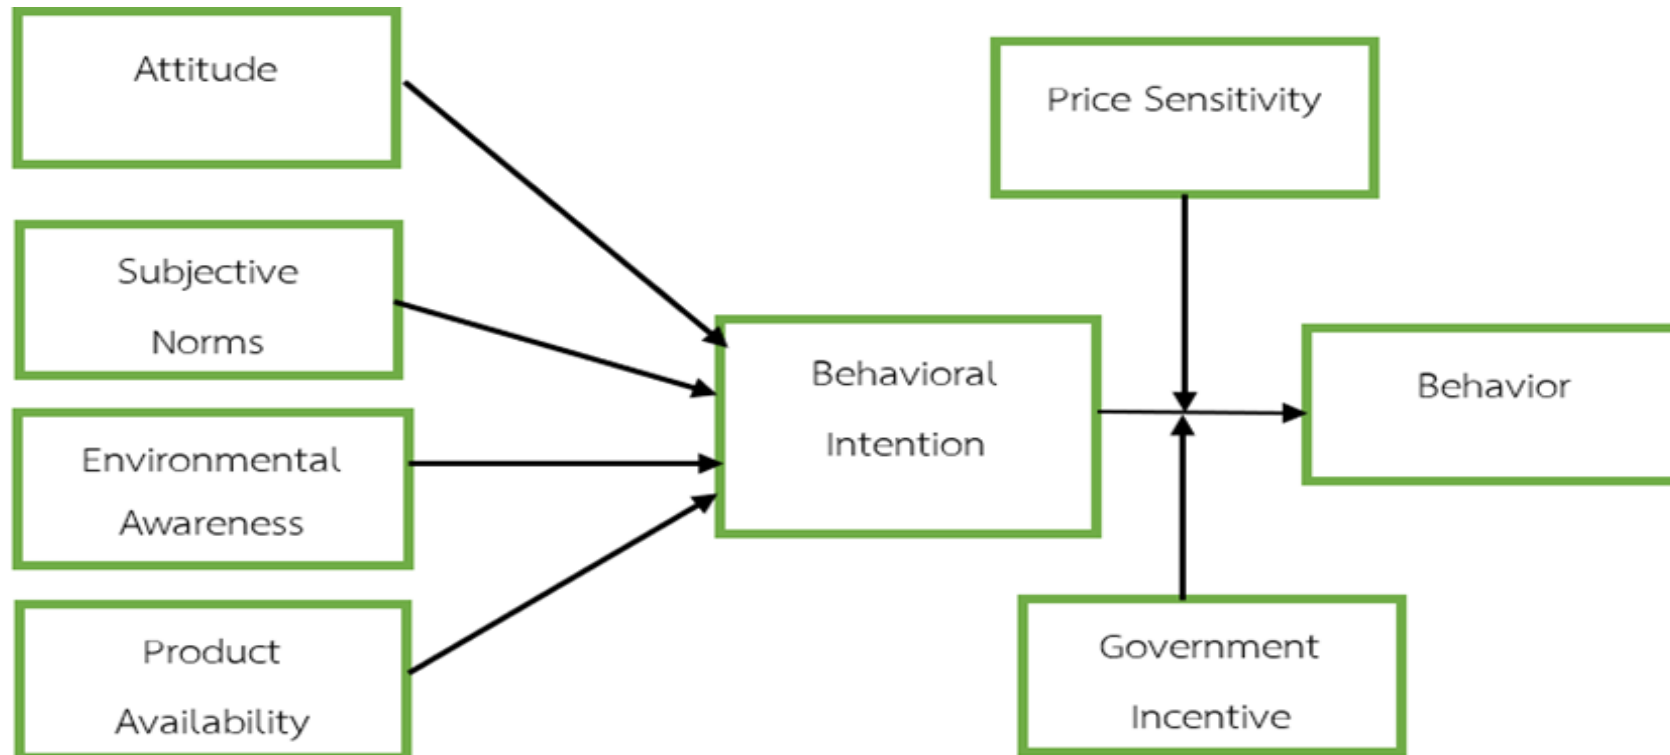 Attitude
Subjective
Norms
Environmental
Awareness
Product
Availability
Behavioral
Intention
Price Sensitivity
Government
Incentive
Behavior